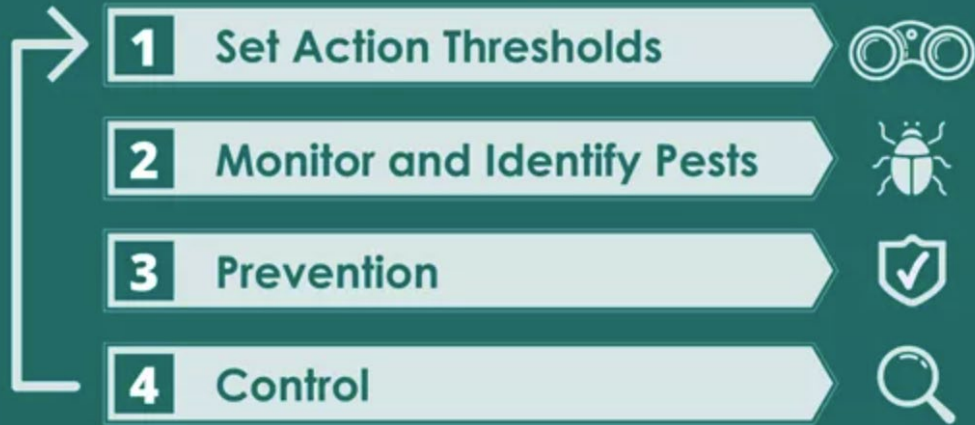 1 Set Action Thresholds
2 Monitor and Identify Pests
3 Prevention
4 Control